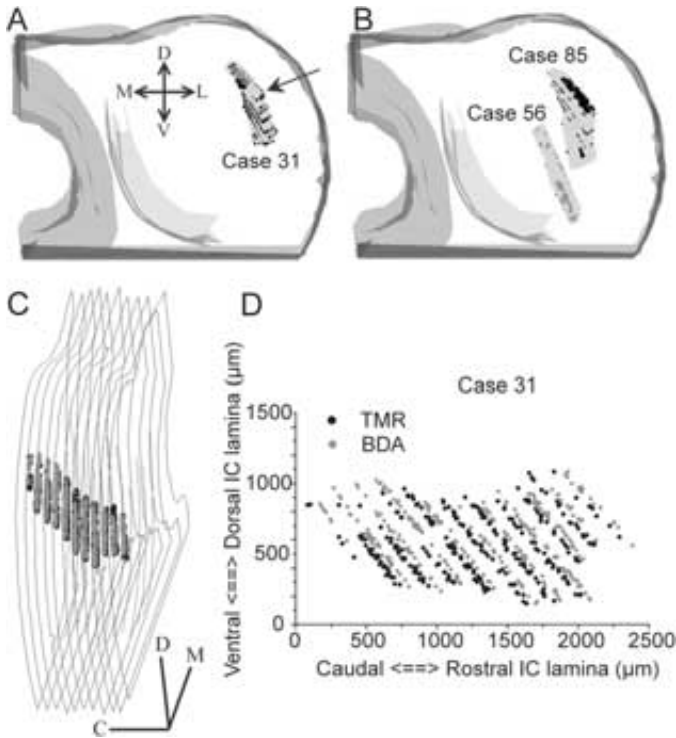 A
D
M L
V
Case 31
B
Case 85
Case 56
C
D
M
C
D
Case 31
TMR
BDA
Ventral <==> Dorsal IC lamina (µm)
1500
1000
500
0
0 500 1000 1500 2000 2500
Caudal <==> Rostral IC lamina (µm)